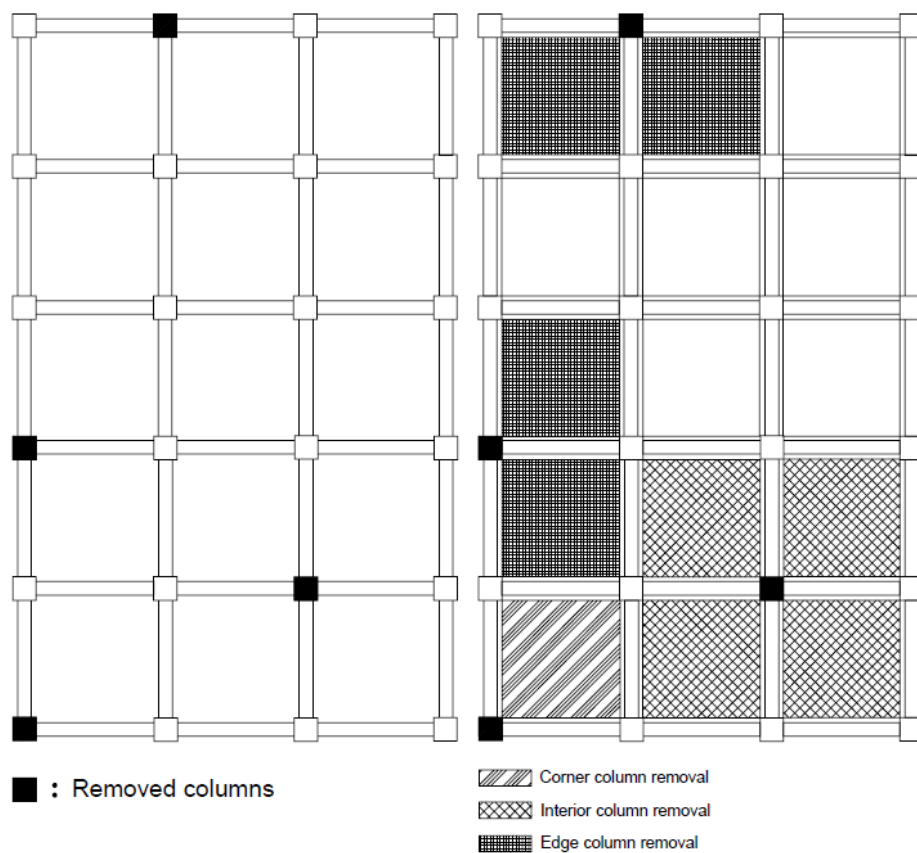 : Removed columns
Corner column removal
Interior column removal
Edge column removal